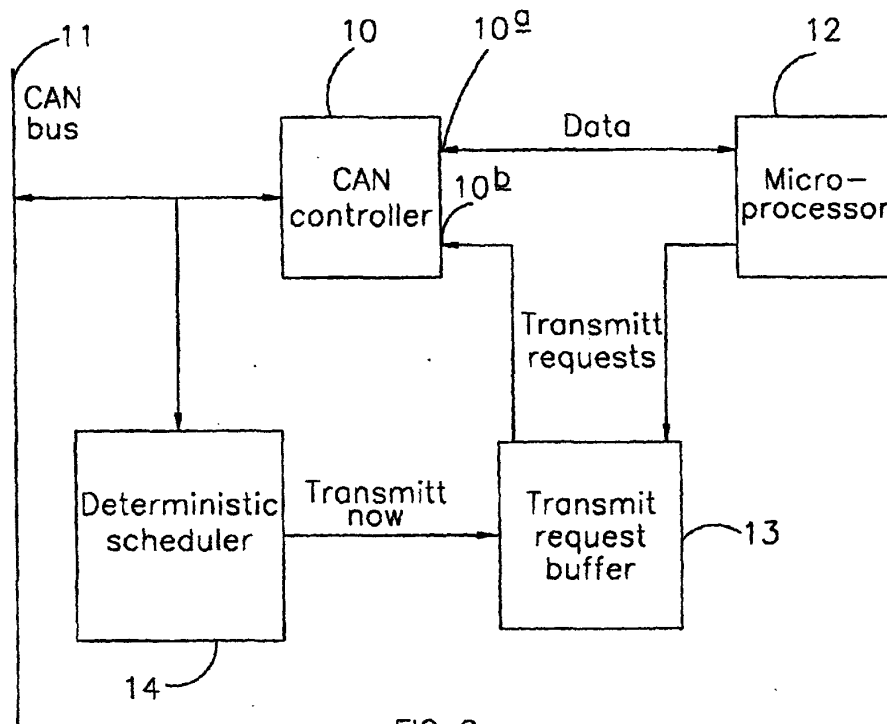 11
10
10a
12
CAN
bus
Data
CAN
controller
10b
Micro-
processor
Transmitt
requests
Deterministic
scheduler
Transmitt
now
Transmit
request
buffer
13
14